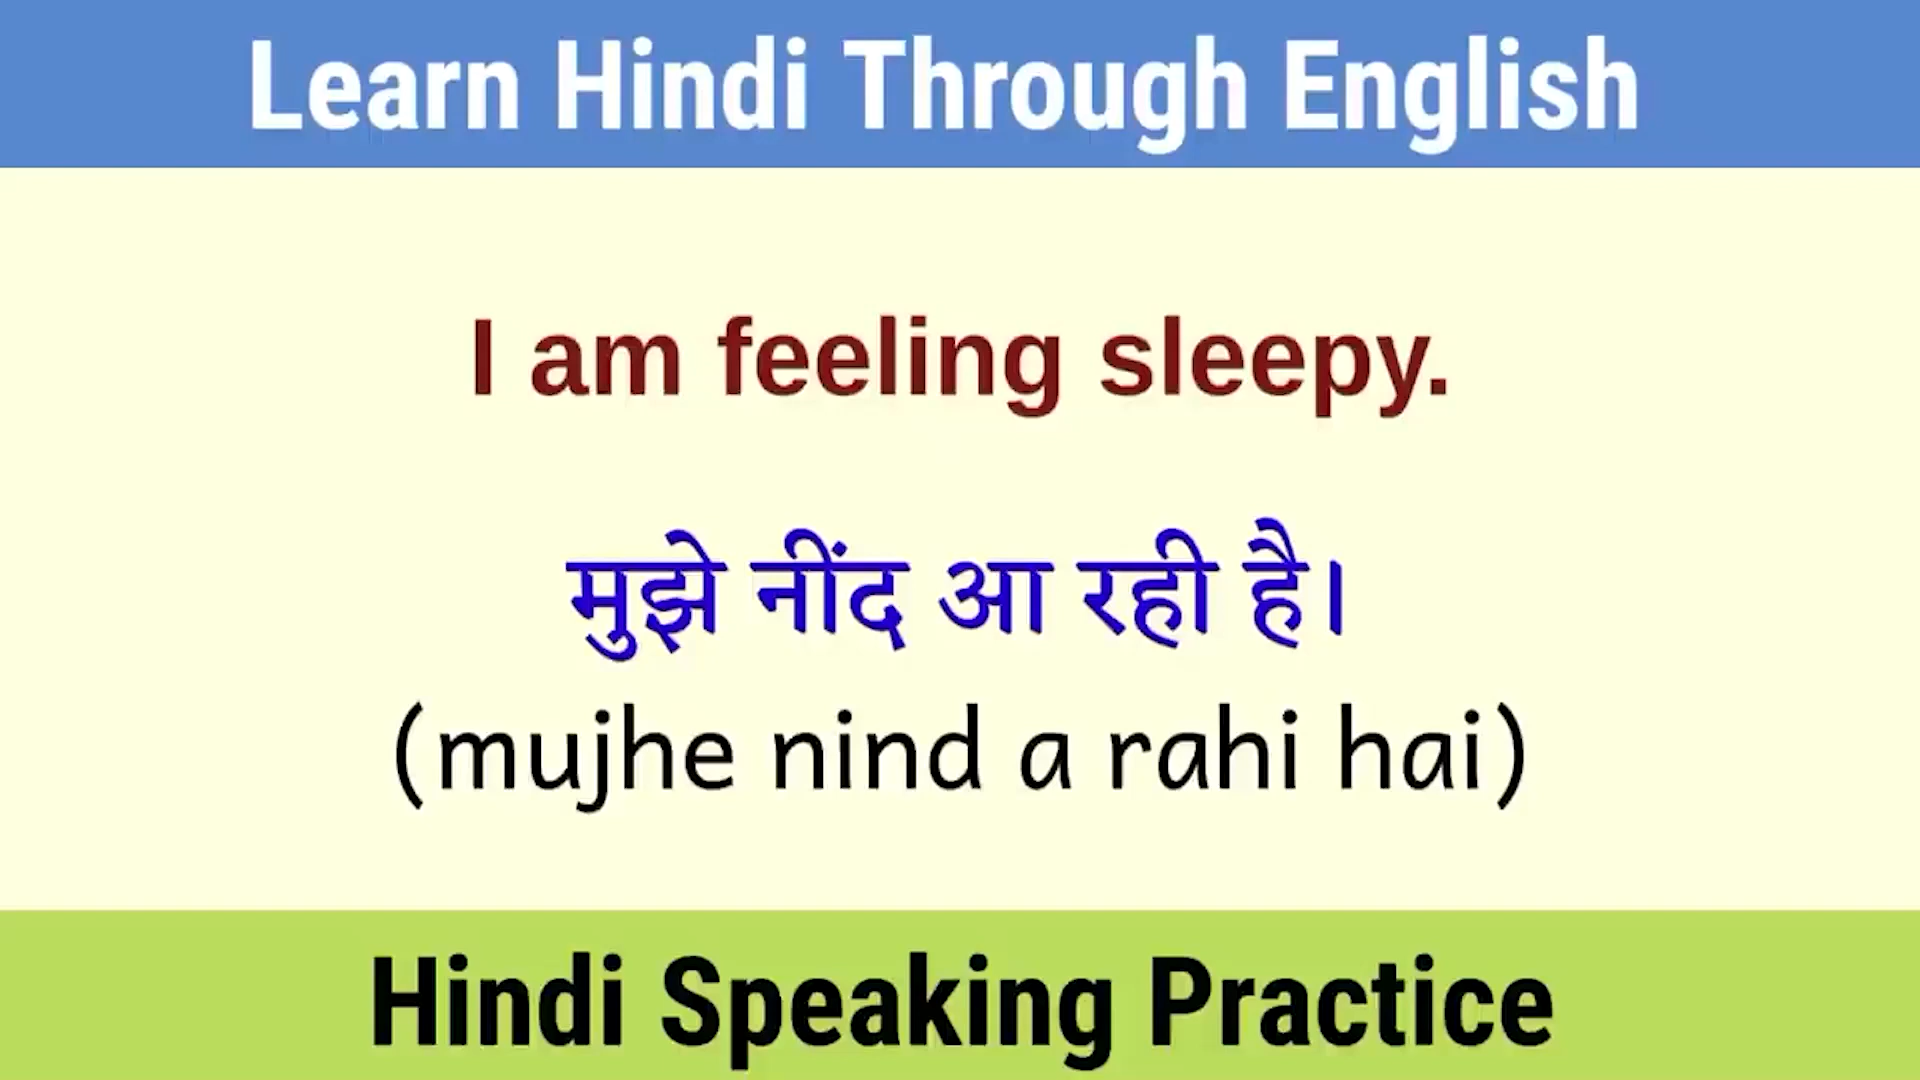 Learn Hindi Through English
I am feeling sleepy.
मुझे नींद आ रही है।
(mujhe nind a rahi hai)
Hindi Speaking Practice